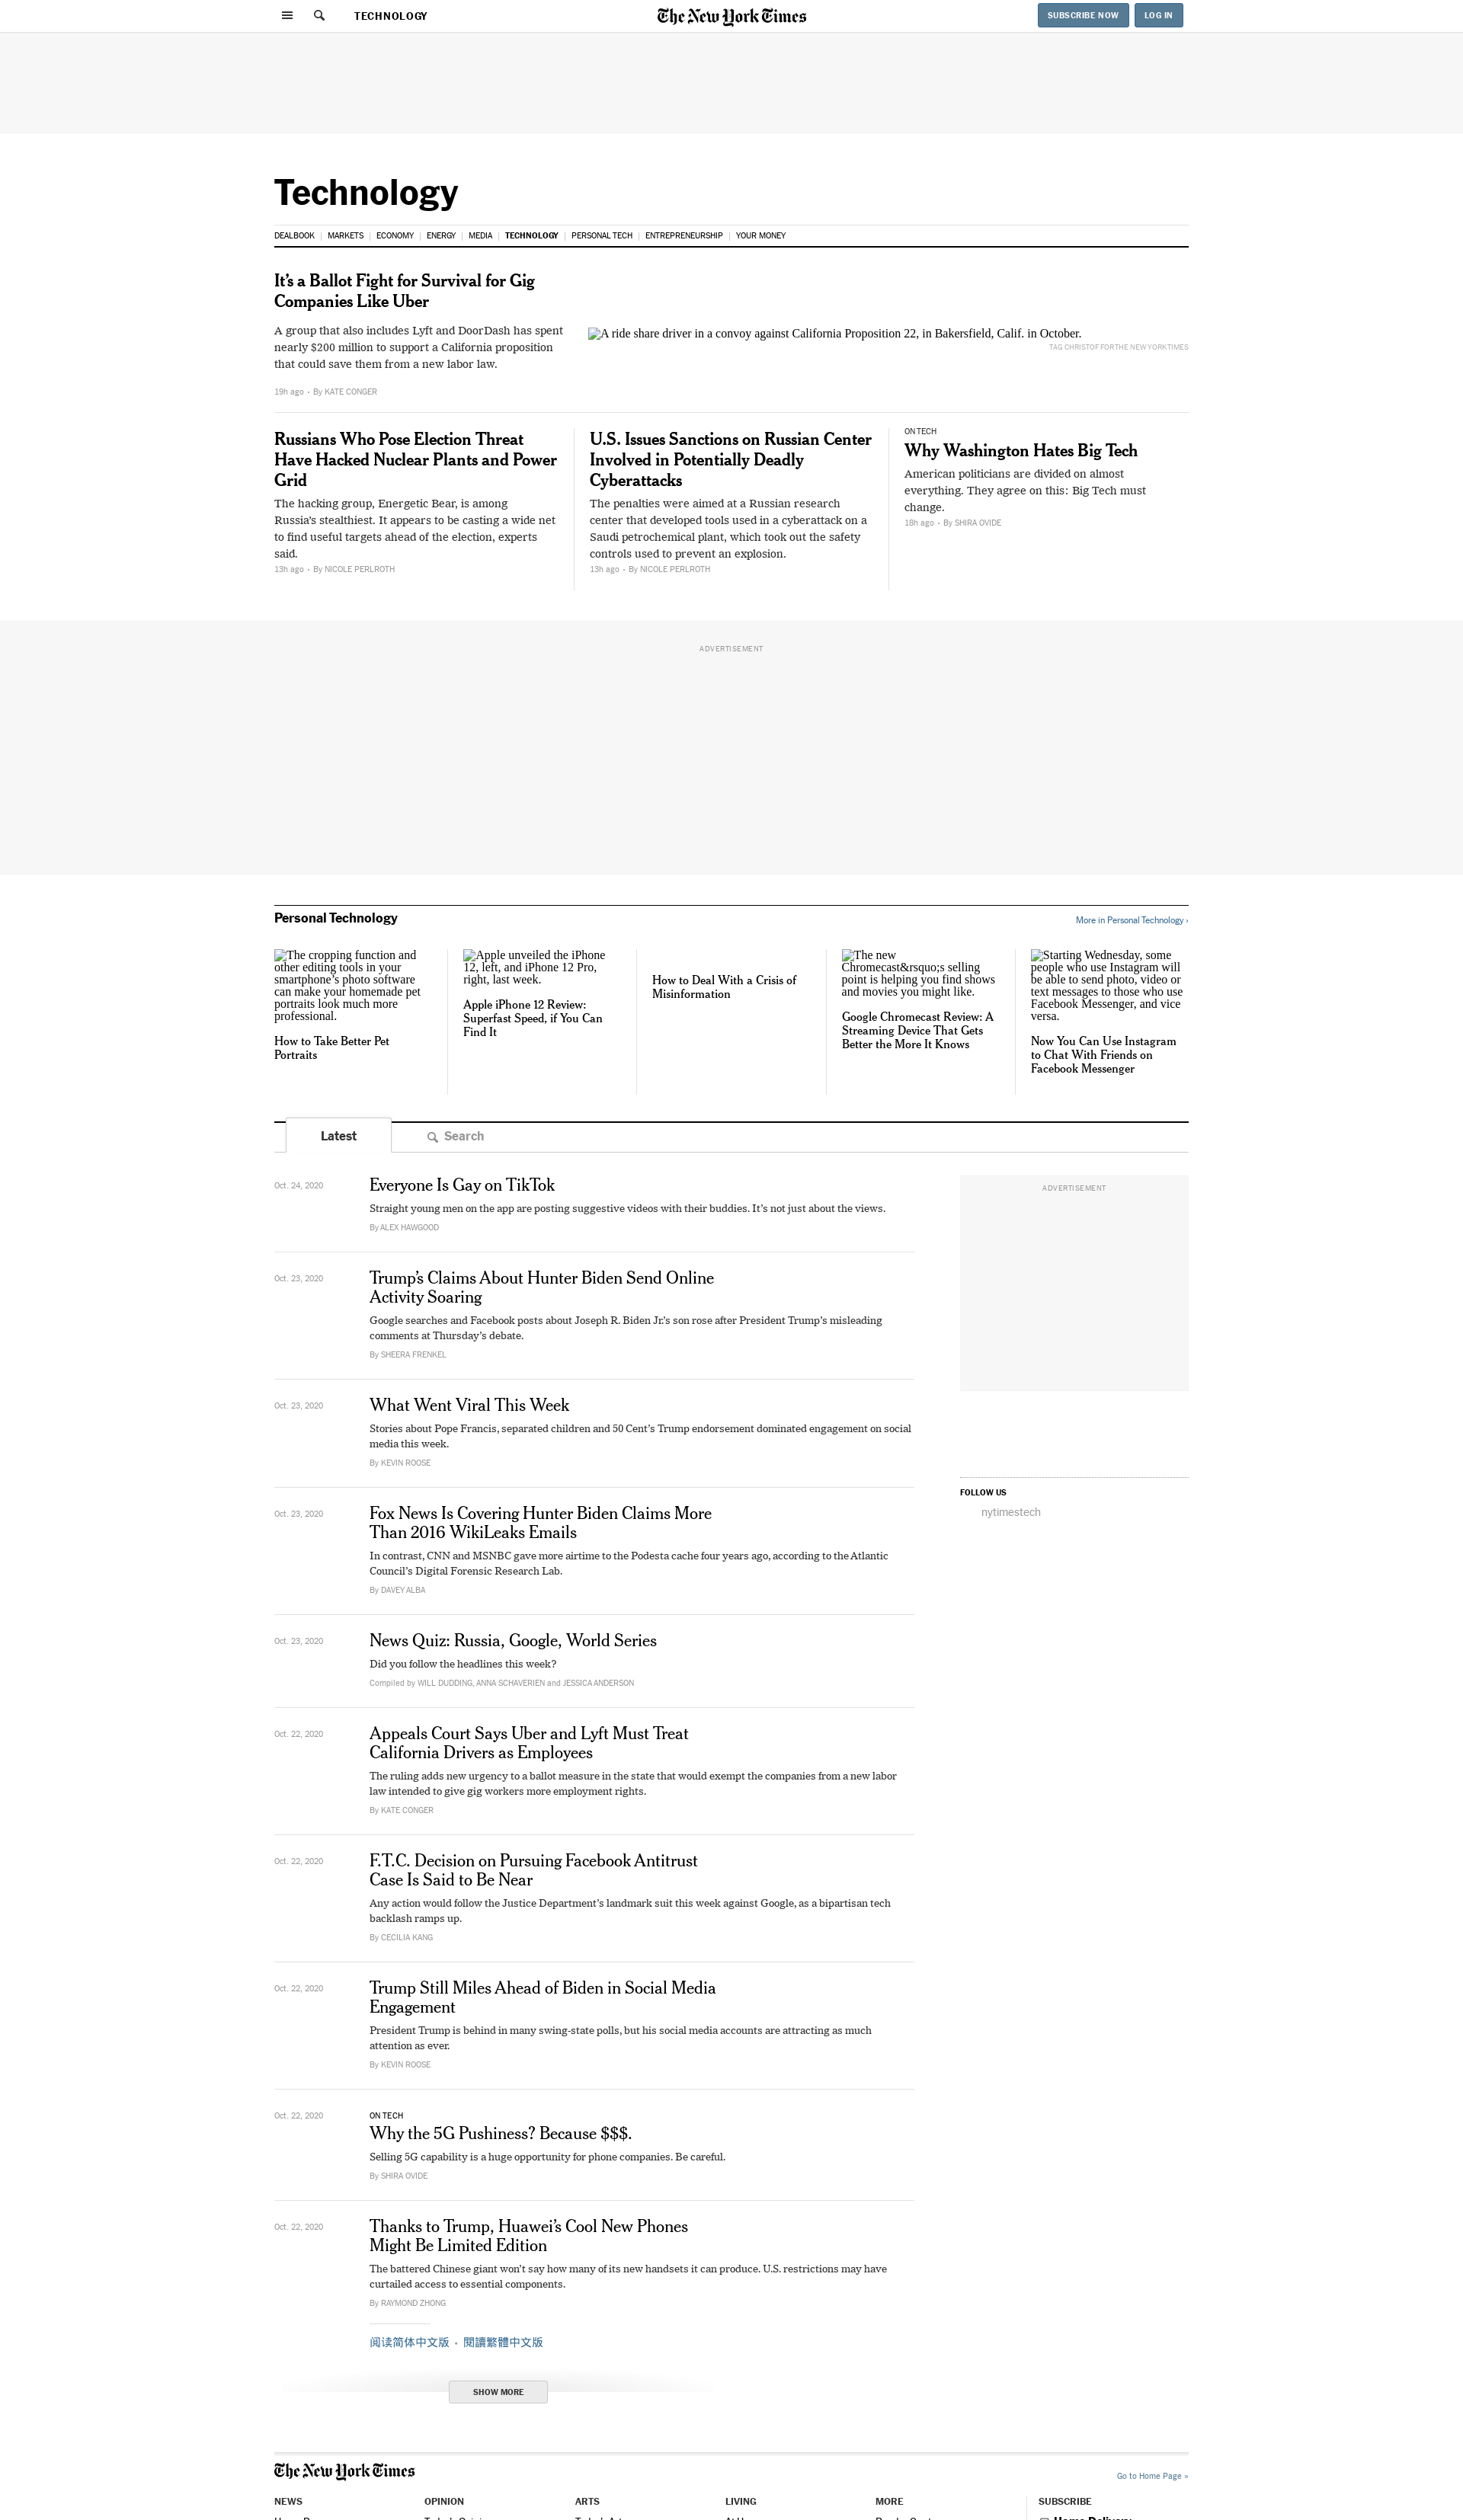 TECHNOLOGY
The New York Times
SUBSCRIBE NOW
LOG IN
Technology
DEALBOOK
MARKETS
ECONOMY
ENERGY
MEDIA
TECHNOLOGY
PERSONAL TECH
ENTREPRENEURSHIP
YOUR MONEY
It’s a Ballot Fight for Survival for Gig
Companies Like Uber
A group that also includes Lyft and DoorDash has spent
nearly $200 million to support a California proposition
that could save them from a new labor law.
19h ago • By KATE CONGER
A ride share driver in a convoy against California Proposition 22, in Bakersfield, Calif. in October.
TAG CHRISTOF FOR THE NEW YORK TIMES
Russians Who Pose Election Threat
Have Hacked Nuclear Plants and Power
Grid
The hacking group, Energetic Bear, is among
Russia’s stealthiest. It appears to be casting a wide net
to find useful targets ahead of the election, experts
said.
13h ago • By NICOLE PERLROTH
U.S. Issues Sanctions on Russian Center
Involved in Potentially Deadly
Cyberattacks
The penalties were aimed at a Russian research
center that developed tools used in a cyberattack on a
Saudi petrochemical plant, which took out the safety
controls used to prevent an explosion.
13h ago • By NICOLE PERLROTH
ON TECH
Why Washington Hates Big Tech
American politicians are divided on almost
everything. They agree on this: Big Tech must
change.
18h ago • By SHIRA OVIDE
ADVERTISEMENT
Personal Technology
More in Personal Technology ›
The cropping function and
other editing tools in your
smartphone’s photo software
can make your homemade pet
portraits look much more
professional.
How to Take Better Pet
Portraits
Apple unveiled the iPhone
12, left, and iPhone 12 Pro,
right, last week.
Apple iPhone 12 Review:
Superfast Speed, if You Can
Find It
How to Deal With a Crisis of
Misinformation
The new
Chromecast&rsquo;s selling
point is helping you find shows
and movies you might like.
Google Chromecast Review: A
Streaming Device That Gets
Better the More It Knows
Starting Wednesday, some
people who use Instagram will
be able to send photo, video or
text messages to those who use
Facebook Messenger, and vice
versa.
Now You Can Use Instagram
to Chat With Friends on
Facebook Messenger
Latest
Search
Oct. 24, 2020
Everyone Is Gay on TikTok
Straight young men on the app are posting suggestive videos with their buddies. It’s not just about the views.
By ALEX HAWGOOD
ADVERTISEMENT
Oct. 23, 2020
Trump’s Claims About Hunter Biden Send Online
Activity Soaring
Google searches and Facebook posts about Joseph R. Biden Jr.’s son rose after President Trump’s misleading
comments at Thursday’s debate.
By SHEERA FRENKEL
Oct. 23, 2020
What Went Viral This Week
Stories about Pope Francis, separated children and 50 Cent’s Trump endorsement dominated engagement on social
media this week.
By KEVIN ROOSE
FOLLOW US
nytimestech
Oct. 23, 2020
Fox News Is Covering Hunter Biden Claims More
Than 2016 WikiLeaks Emails
In contrast, CNN and MSNBC gave more airtime to the Podesta cache four years ago, according to the Atlantic
Council’s Digital Forensic Research Lab.
By DAVEY ALBA
Oct. 23, 2020
News Quiz: Russia, Google, World Series
Did you follow the headlines this week?
Compiled by WILL DUDDING, ANNA SCHAVERIEN and JESSICA ANDERSON
Oct. 22, 2020
Appeals Court Says Uber and Lyft Must Treat
California Drivers as Employees
The ruling adds new urgency to a ballot measure in the state that would exempt the companies from a new labor
law intended to give gig workers more employment rights.
By KATE CONGER
Oct. 22, 2020
F.T.C. Decision on Pursuing Facebook Antitrust
Case Is Said to Be Near
Any action would follow the Justice Department’s landmark suit this week against Google, as a bipartisan tech
backlash ramps up.
By CECILIA KANG
Oct. 22, 2020
Trump Still Miles Ahead of Biden in Social Media
Engagement
President Trump is behind in many swing-state polls, but his social media accounts are attracting as much
attention as ever.
By KEVIN ROOSE
Oct. 22, 2020
ON TECH
Why the 5G Pushiness? Because $$$.
Selling 5G capability is a huge opportunity for phone companies. Be careful.
By SHIRA OVIDE
Oct. 22, 2020
Thanks to Trump, Huawei’s Cool New Phones
Might Be Limited Edition
The battered Chinese giant won’t say how many of its new handsets it can produce. U.S. restrictions may have
curtailed access to essential components.
By RAYMOND ZHONG
阅读简体中文版 • 閱讀繁體中文版
SHOW MORE
The New York Times
Go to Home Page »
NEWS
OPINION
ARTS
LIVING
MORE
SUBSCRIBE